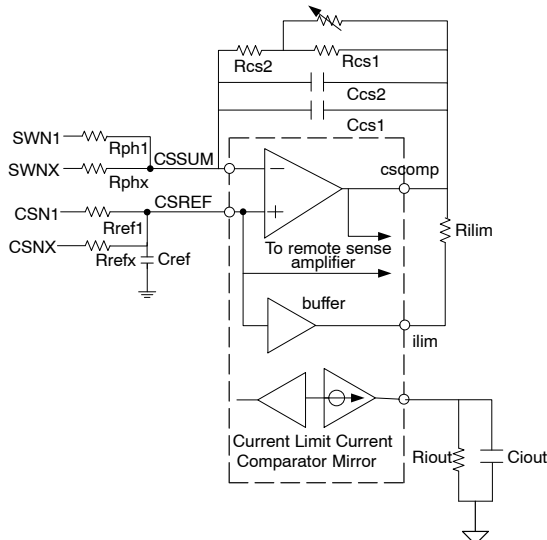 Rcs2
Rcs1
Ccs2
Ccs1
SWN1
Rph1
SWNX
Rphx
CSSUM
cscomp
CSN1
Rref1
CSREF
CSNX
Rrefx
Cref
To remote sense
amplifier
Rilim
buffer
ilim
Current Limit Current
Comparator Mirror
Riout
Ciout